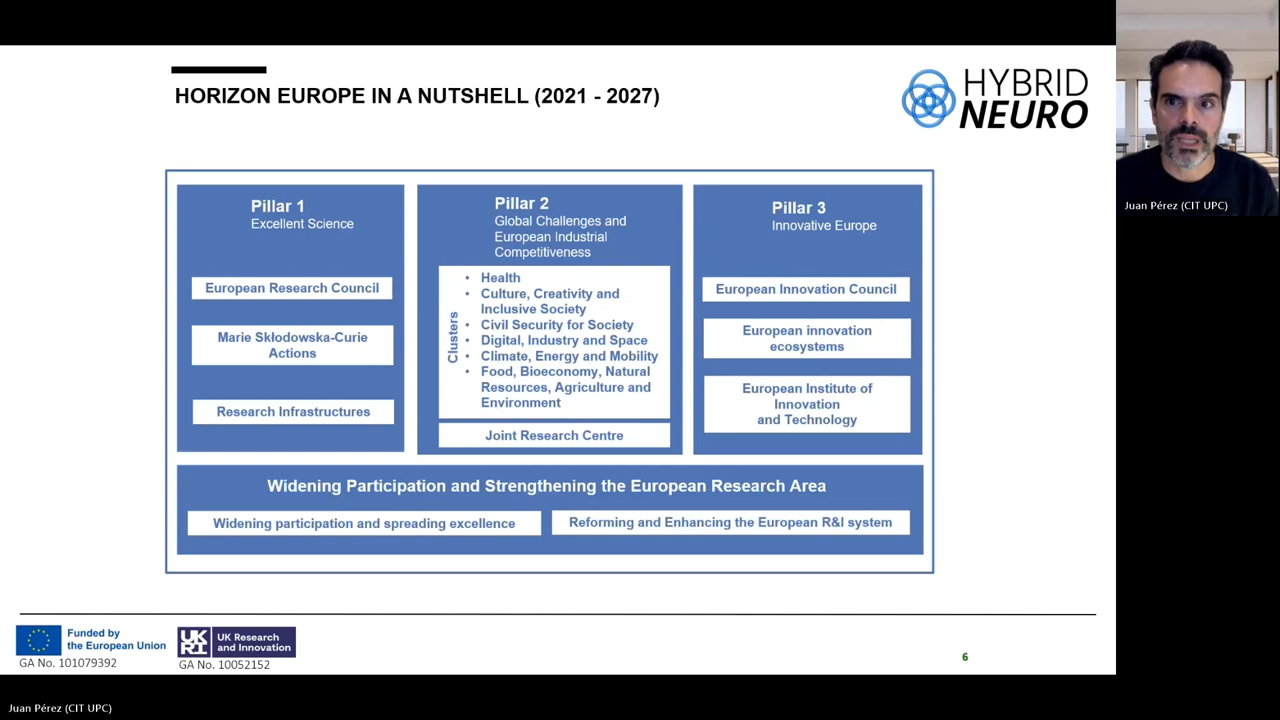 HORIZON EUROPE IN A NUTSHELL (2021 - 2027)
HYBRID
NEURO
Juan Pérez (CIT UPC)
Pillar 1
Excellent Science
European Research Council
Marie Skłodowska-Curie
Actions
Research Infrastructures
Pillar 2
Global Challenges and
European Industrial
Competitiveness
Clusters
• Health
• Culture, Creativity and
Inclusive Society
• Civil Security for Society
• Digital, Industry and Space
• Climate, Energy and Mobility
• Food, Bioeconomy, Natural
Resources, Agriculture and
Environment
Joint Research Centre
Pillar 3
Innovative Europe
European Innovation Council
European innovation
ecosystems
European Institute of
Innovation
and Technology
Widening Participation and Strengthening the European Research Area
Widening participation and spreading excellence
Reforming and Enhancing the European R&I system
Funded by
the European Union
GA No. 101079392
UK
RI
UK Research
and Innovation
GA No. 10052152
6
Juan Pérez (CIT UPC)